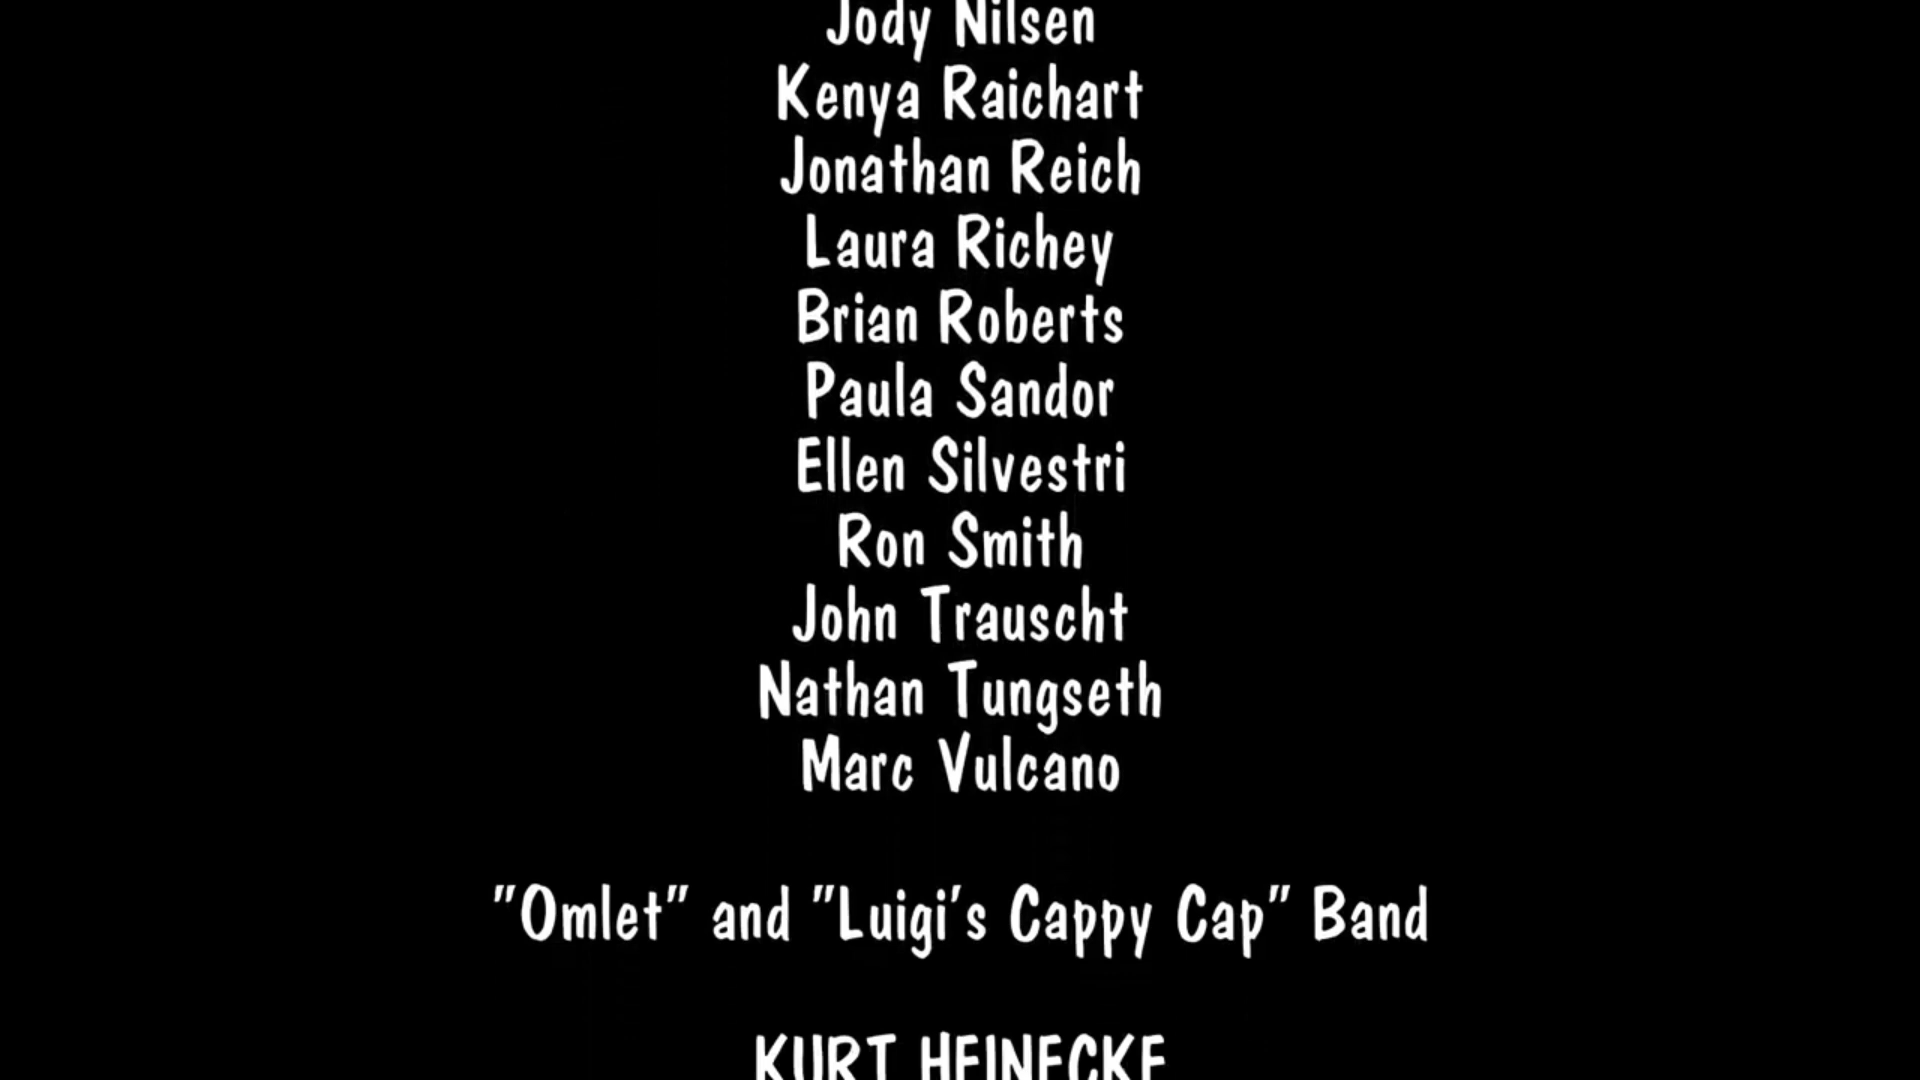 Jody Nilsen
Kenya Raichart
Jonathan Reich
Laura Richey
Brian Roberts
Paula Sandor
Ellen Silvestri
Ron Smith
John Trauscht
Nathan Tungseth
Marc Vulcano
"Omlet" and "Luigi's Cappy Cap" Band
KURT HEINECKE